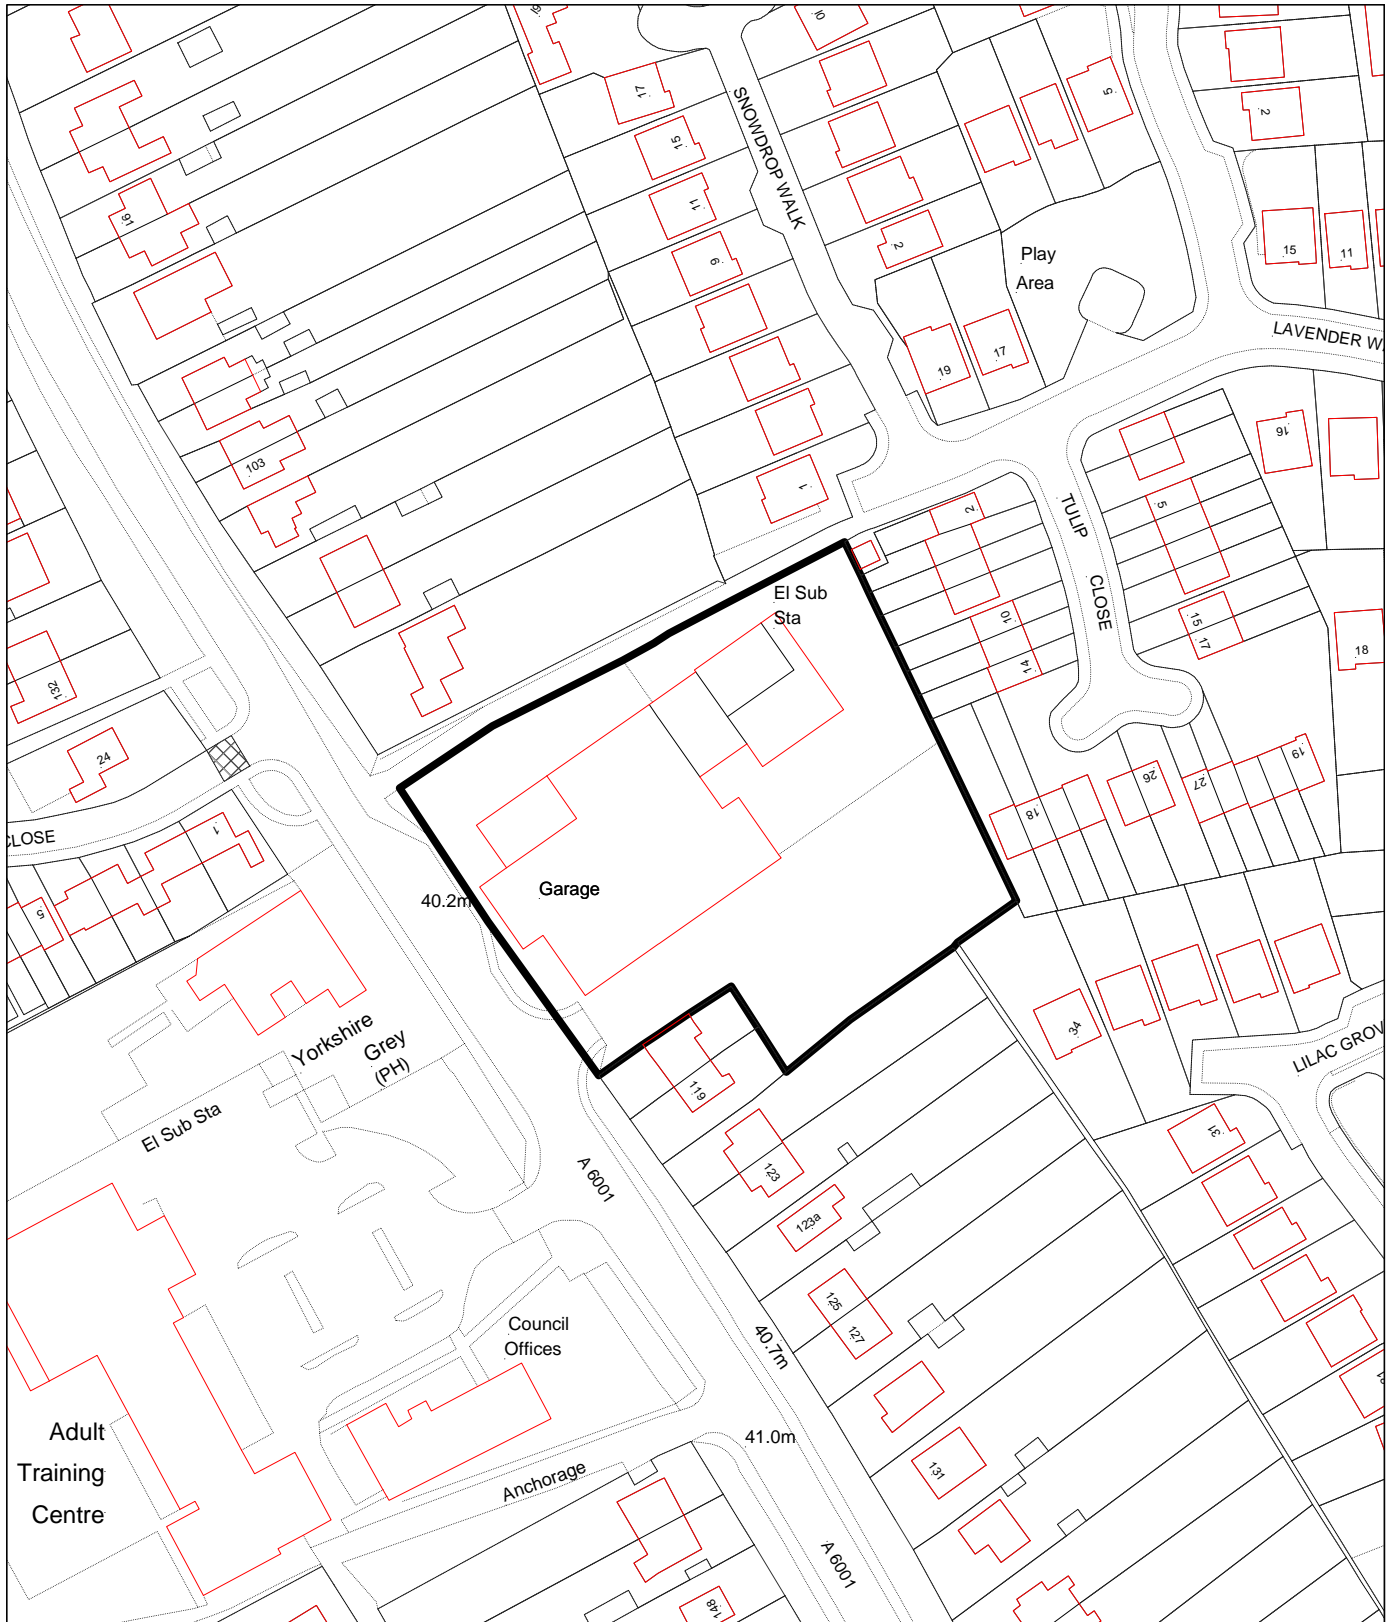 17
15
11
9
2
5
2
15
11
91
SNOWDROP WALK
Play
Area
19
17
LAVENDER W
103
1
16
TULIP
CLOSE
2
5
10
14
15
17
18
El Sub
Sta
132
24
CLOSE
1
5
18
26
27
19
40.2m
Garage
Yorkshire
Grey
(PH)
El Sub Sta
34
LILAC GROV
119
31
123
123a
A 6001
125
127
Council
Offices
40.7m
Adult
Training
Centre
41.0m
131
Anchorage
A 6001
148